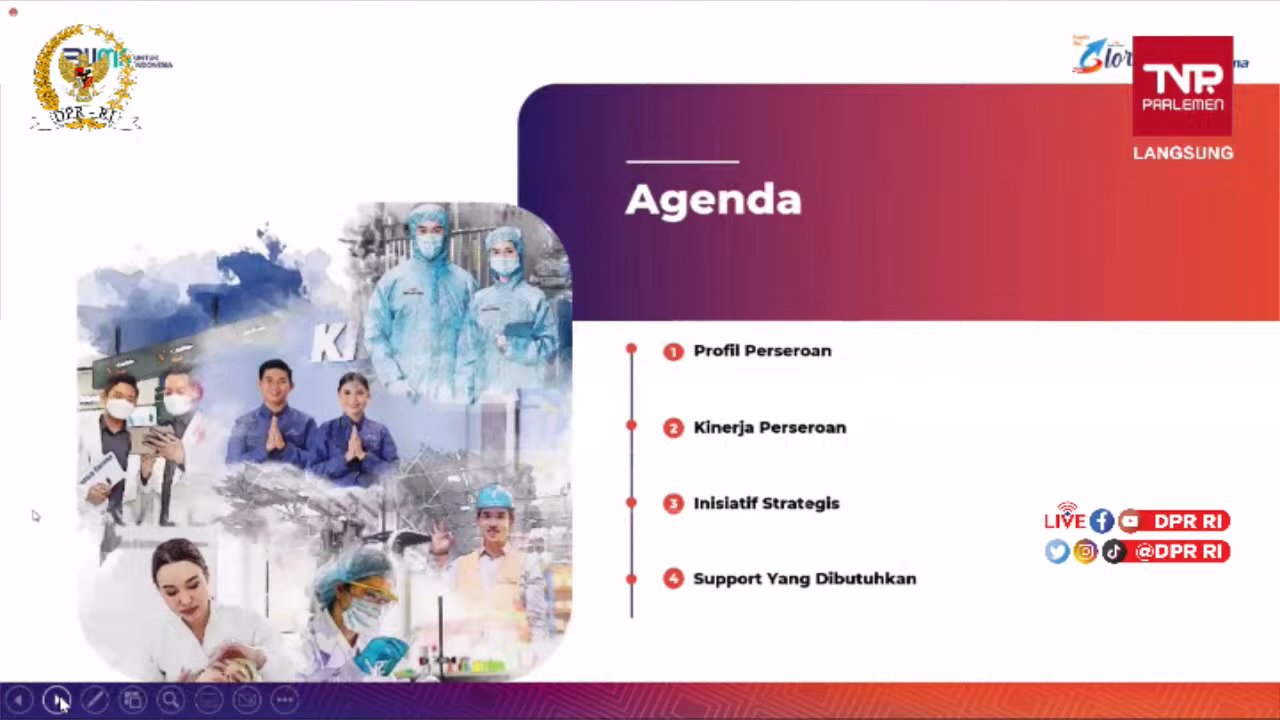 BUMN
UNTUK
INDONESIA
DPR - RI
TVR
PARLEMEN
LANGSUNG
Agenda
KI
1 Profil Perseroan
2 Kinerja Perseroan
3 Inisiatif Strategis
4 Support Yang Dibutuhkan
LIVE DPR RI
@DPR RI